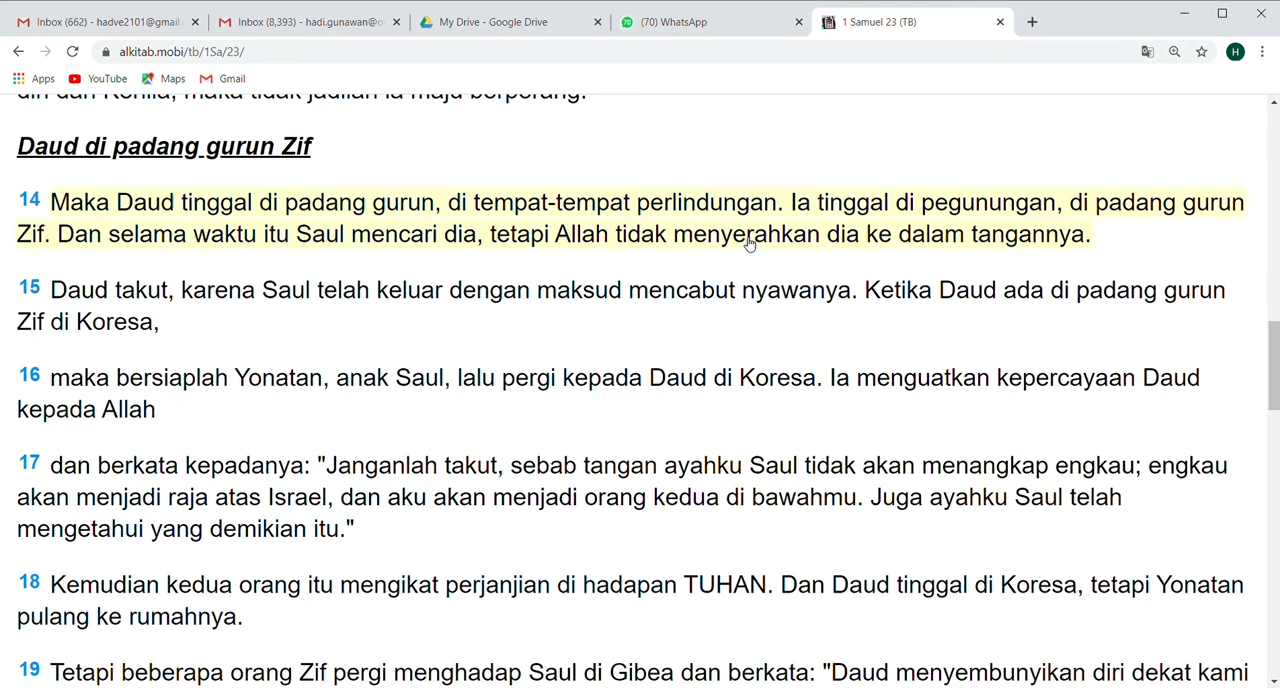 Inbox (662) - hadve2101@gmail.
Inbox (8,393) - hadi.gunawan@o
My Drive - Google Drive
(70) WhatsApp
1 Samuel 23 (TB)
alkitab.mobi/tb/1Sa/23/
H
Apps
YouTube
Maps
Gmail
diri dan Kehila, maka tidak jadilah ia maju berperang.
Daud di padang gurun Zif
14 Maka Daud tinggal di padang gurun, di tempat-tempat perlindungan. Ia tinggal di pegunungan, di padang gurun
Zif. Dan selama waktu itu Saul mencari dia, tetapi Allah tidak menyerahkan dia ke dalam tangannya.
15 Daud takut, karena Saul telah keluar dengan maksud mencabut nyawanya. Ketika Daud ada di padang gurun
Zif di Koresa,
16 maka bersiaplah Yonatan, anak Saul, lalu pergi kepada Daud di Koresa. Ia menguatkan kepercayaan Daud
kepada Allah
17 dan berkata kepadanya: "Janganlah takut, sebab tangan ayahku Saul tidak akan menangkap engkau; engkau
akan menjadi raja atas Israel, dan aku akan menjadi orang kedua di bawahmu. Juga ayahku Saul telah
mengetahui yang demikian itu."
18 Kemudian kedua orang itu mengikat perjanjian di hadapan TUHAN. Dan Daud tinggal di Koresa, tetapi Yonatan
pulang ke rumahnya.
19 Tetapi beberapa orang Zif pergi menghadap Saul di Gibea dan berkata: "Daud menyembunyikan diri dekat kami